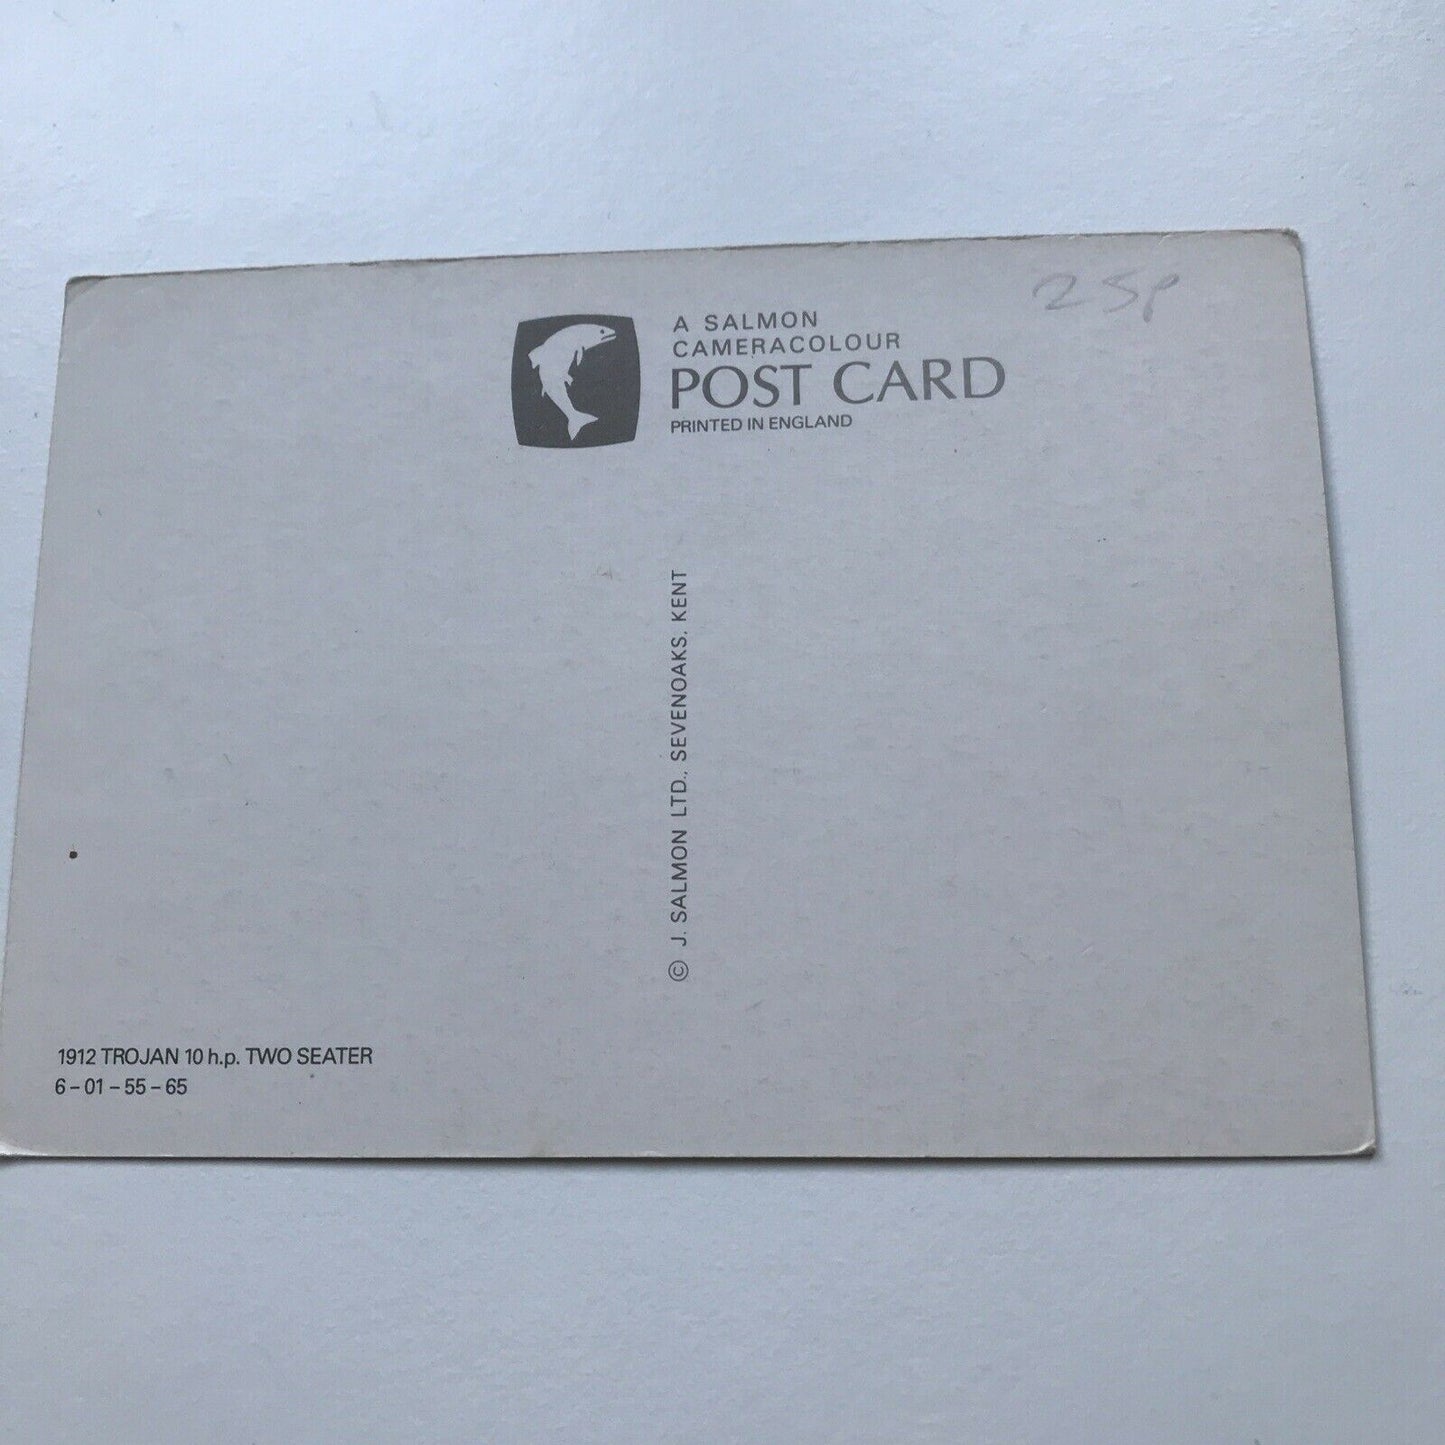 25p
A SALMON
CAMERACOLOUR
POST CARD
PRINTED IN ENGLAND
© J. SALMON LTD., SEVENOAKS, KENT
1912 TROJAN 10 h.p. TWO SEATER
6 – 01 – 55 – 65